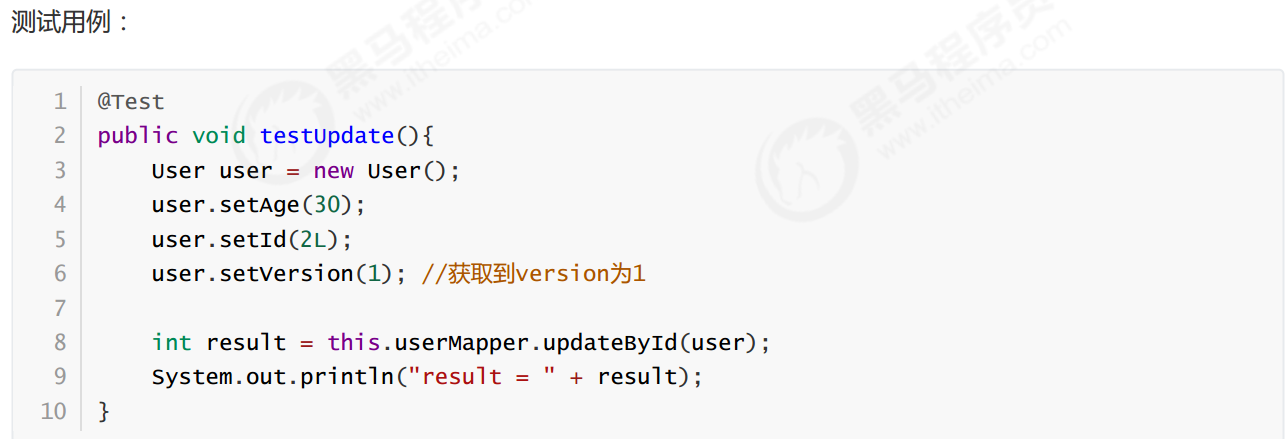 测试用例：
黑马程序员
www.itheima.com
黑马程序员
www.itheima.com
1 @Test
2 public void testUpdate(){
3     User user = new User();
4     user.setAge(30);
5     user.setId(2L);
6     user.setVersion(1); //获取到version为1
7
8     int result = this.userMapper.updateById(user);
9     System.out.println("result = " + result);
10 }